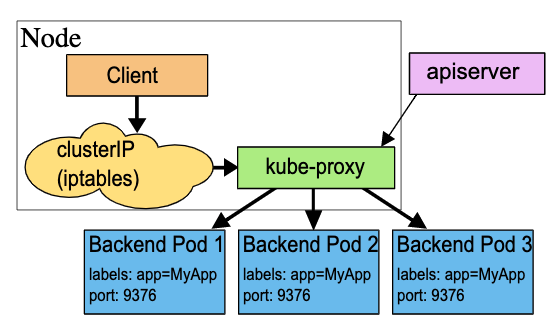 Node
Client
apiserver
clusterIP
(iptables)
kube-proxy
Backend Pod 1
labels: app=MyApp
port: 9376
Backend Pod 2
labels: app=MyApp
port: 9376
Backend Pod 3
labels: app=MyApp
port: 9376